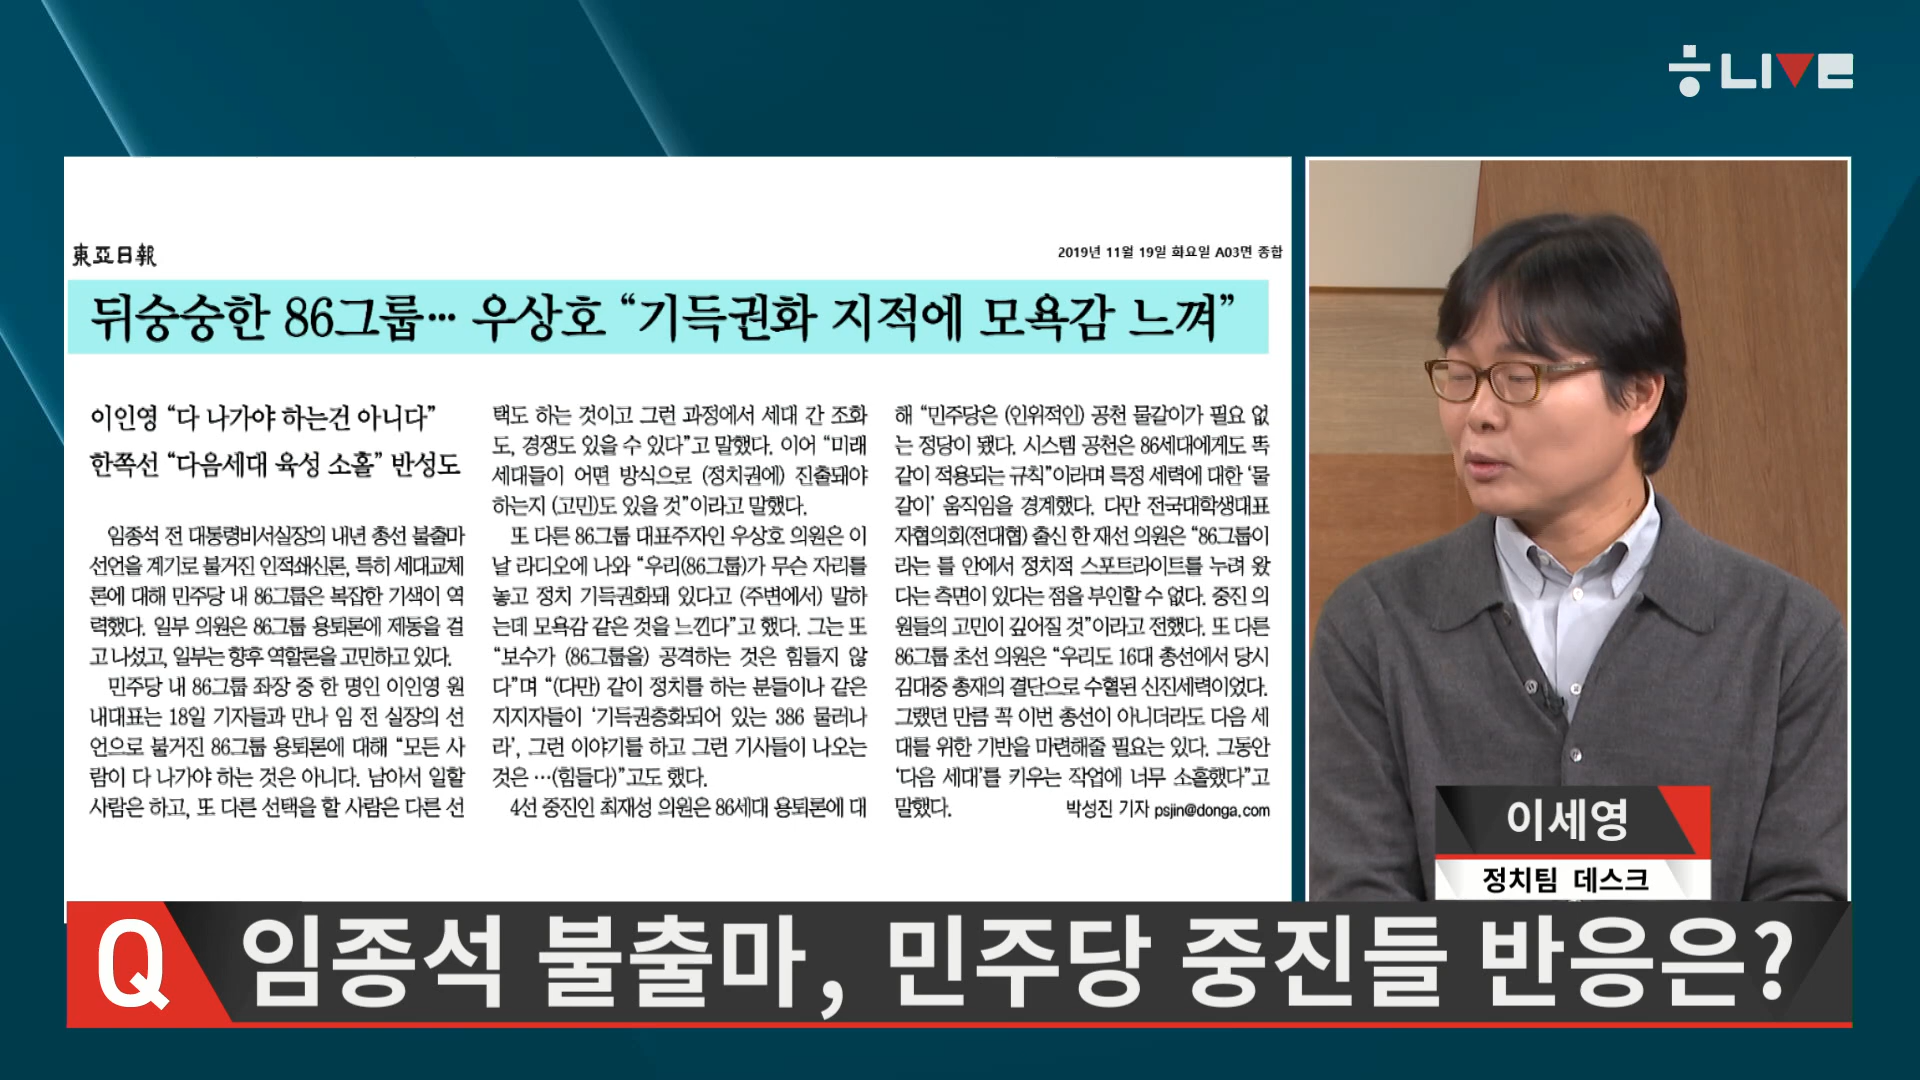 LIVE
東亞日報
2019년 11월 19일 화요일 A03면 종합
뒤숭숭한 86그룹… 우상호 “기득권화 지적에 모욕감 느껴”
이인영 “다 나가야 하는건 아니다”
한쪽선 “다음세대 육성 소홀” 반성도
임종석 전 대통령비서실장의 내년 총선 불출마
선언을 계기로 불거진 인적쇄신론, 특히 세대교체
론에 대해 민주당 내 86그룹은 복잡한 기색이 역
력했다. 일부 의원은 86그룹 용퇴론에 제동을 걸
고 나섰고, 일부는 향후 역할론을 고민하고 있다.
민주당 내 86그룹 좌장 중 한 명인 이인영 원
내대표는 18일 기자들과 만나 임 전 실장의 선
언으로 불거진 86그룹 용퇴론에 대해 “모든 사
람이 다 나가야 하는 것은 아니다. 남아서 일할
사람은 하고, 또 다른 선택을 할 사람은 다른 선
택도 하는 것이고 그런 과정에서 세대 간 조화
도, 경쟁도 있을 수 있다”고 말했다. 이어 “미래
세대들이 어떤 방식으로 (정치권에) 진출돼야
하는지 (고민)도 있을 것”이라고 말했다.
또 다른 86그룹 대표주자인 우상호 의원은 이
날 라디오에 나와 “우리(86그룹)가 무슨 자리를
놓고 정치 기득권화돼 있다고 (주변에서) 말하
는데 모욕감 같은 것을 느낀다”고 했다. 그는 또
“보수가 (86그룹을) 공격하는 것은 힘들지 않
다”며 “(다만) 같이 정치를 하는 분들이나 같은
지지자들이 ‘기득권층화되어 있는 386 물러나
라’, 그런 이야기를 하고 그런 기사들이 나오는
것은 …(힘들다)”고도 했다.
4선 중진인 최재성 의원은 86세대 용퇴론에 대
해 “민주당은 (인위적인) 공천 물갈이가 필요 없
는 정당이 됐다. 시스템 공천은 86세대에게도 똑
같이 적용되는 규칙”이라며 특정 세력에 대한 ‘물
갈이’ 움직임을 경계했다. 다만 전국대학생대표
자협의회(전대협) 출신 한 재선 의원은 “86그룹이
라는 틀 안에서 정치적 스포트라이트를 누려 왔
다는 측면이 있다는 점을 부인할 수 없다. 중진 의
원들의 고민이 깊어질 것”이라고 전했다. 또 다른
86그룹 초선 의원은 “우리도 16대 총선에서 당시
김대중 총재의 결단으로 수혈된 신진세력이었다.
그랬던 만큼 꼭 이번 총선이 아니더라도 다음 세
대를 위한 기반을 마련해줄 필요는 있다. 그동안
‘다음 세대’를 키우는 작업에 너무 소홀했다”고
말했다. 박성진 기자 psjin@donga.com
이세영
정치팀 데스크
Q 임종석 불출마, 민주당 중진들 반응은?